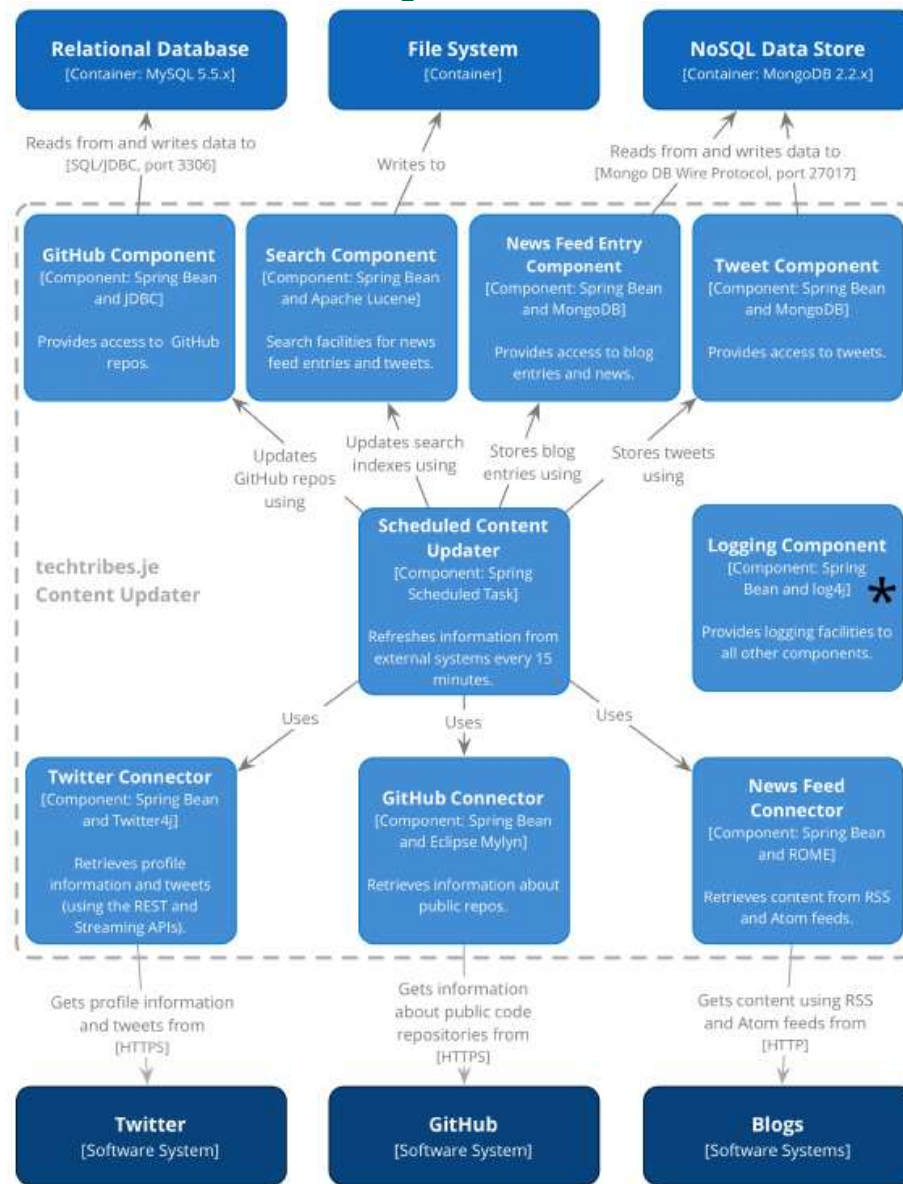 Relational Database
[Container: MySQL 5.5.x]
File System
[Container]
NoSQL Data Store
[Container: MongoDB 2.2.x]
Reads from and writes data to
[SQL/JDBC, port 3306]
Writes to
Reads from and writes data to
[Mongo DB Wire Protocol, port 27017]
GitHub Component
[Component: Spring Bean
and JDBC]
Provides access to GitHub
repos.
Search Component
[Component: Spring Bean
and Apache Lucene]
Search facilities for news
feed entries and tweets.
News Feed Entry
Component
[Component: Spring Bean
and MongoDB]
Provides access to blog
entries and news.
Tweet Component
[Component: Spring Bean
and MongoDB]
Provides access to tweets.
Updates
GitHub repos
using
Updates search
indexes using
Stores blog
entries using
Stores tweets
using
techtribes.je
Content Updater
Scheduled Content
Updater
[Component: Spring
Scheduled Task]
Refreshes information from
external systems every 15
minutes.
Logging Component
[Component: Spring
Bean and log4j]
*
Provides logging facilities to
all other components.
Uses
Uses
Uses
Twitter Connector
[Component: Spring Bean
and Twitter4j]
Retrieves profile
information and tweets
(using the REST and
Streaming APIs).
GitHub Connector
[Component: Spring Bean
and Eclipse Mylyn]
Retrieves information about
public repos.
News Feed
Connector
[Component: Spring Bean
and ROME]
Retrieves content from RSS
and Atom feeds.
Gets profile information
and tweets from
[HTTPS]
Gets information
about public code
repositories from
[HTTPS]
Gets content using RSS
and Atom feeds from
[HTTP]
Twitter
[Software System]
GitHub
[Software System]
Blogs
[Software Systems]